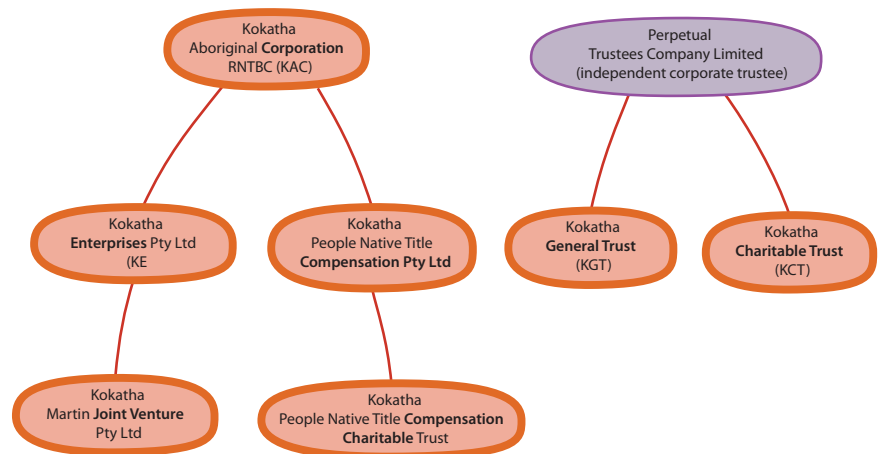 Kokatha
Aboriginal Corporation
RNTBC (KAC)
Perpetual
Trustees Company Limited
(independent corporate trustee)
Kokatha
Enterprises Pty Ltd
(KE
Kokatha
People Native Title
Compensation Pty Ltd
Kokatha
General Trust
(KGT)
Kokatha
Charitable Trust
(KCT)
Kokatha
Martin Joint Venture
Pty Ltd
Kokatha
People Native Title Compensation
Charitable Trust